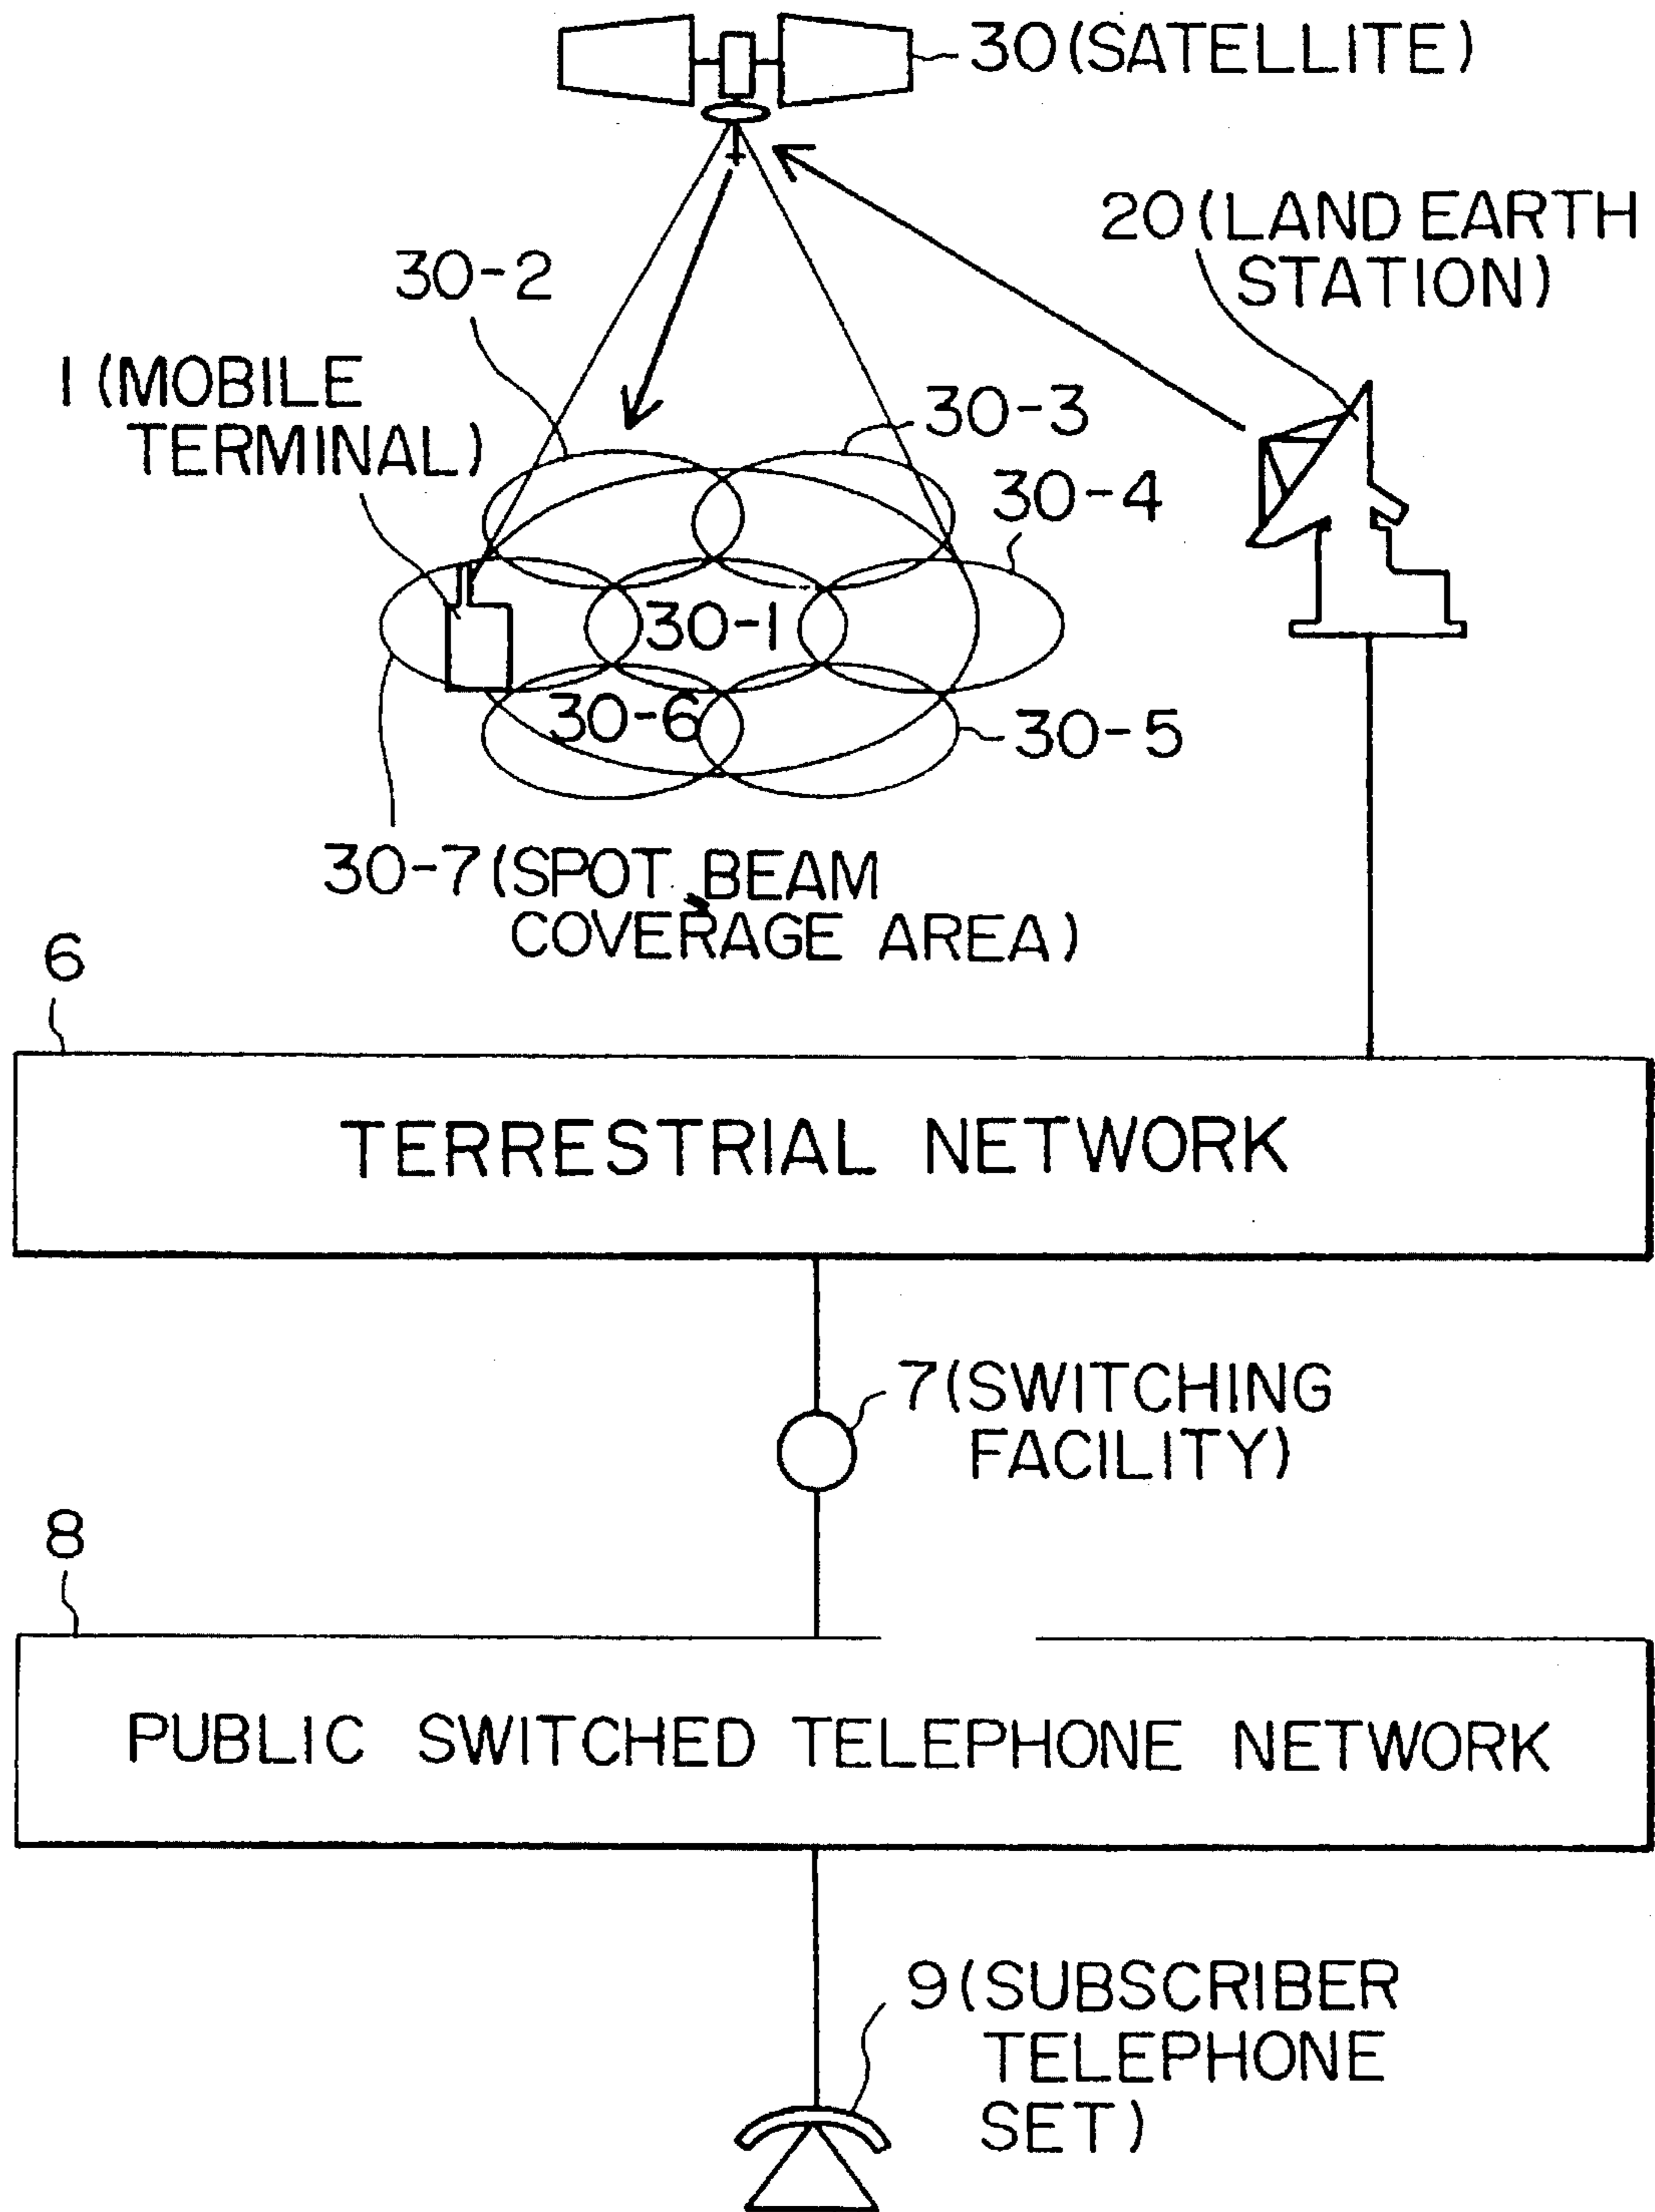 30(SATELLITE)
20(LAND EARTH
STATION)
30-2
1(MOBILE
TERMINAL)
30-3
30-4
30-1
30-6
30-5
30-7(SPOT BEAM
COVERAGE AREA)
6
TERRESTRIAL NETWORK
7(SWITCHING
FACILITY)
8
PUBLIC SWITCHED TELEPHONE NETWORK
9(SUBSCRIBER
TELEPHONE
SET)